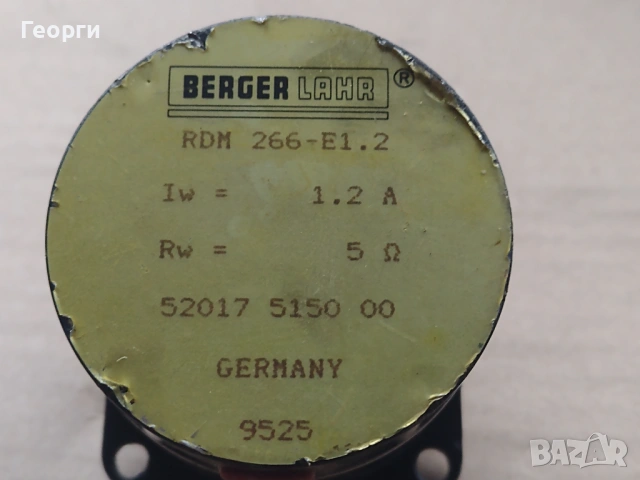 Георги
BERGER LAHR ®
RDM 266-E1.2
Iw = 1.2 A
Rw = 5 Ω
52017 5150 00
GERMANY
9525
BAZAR